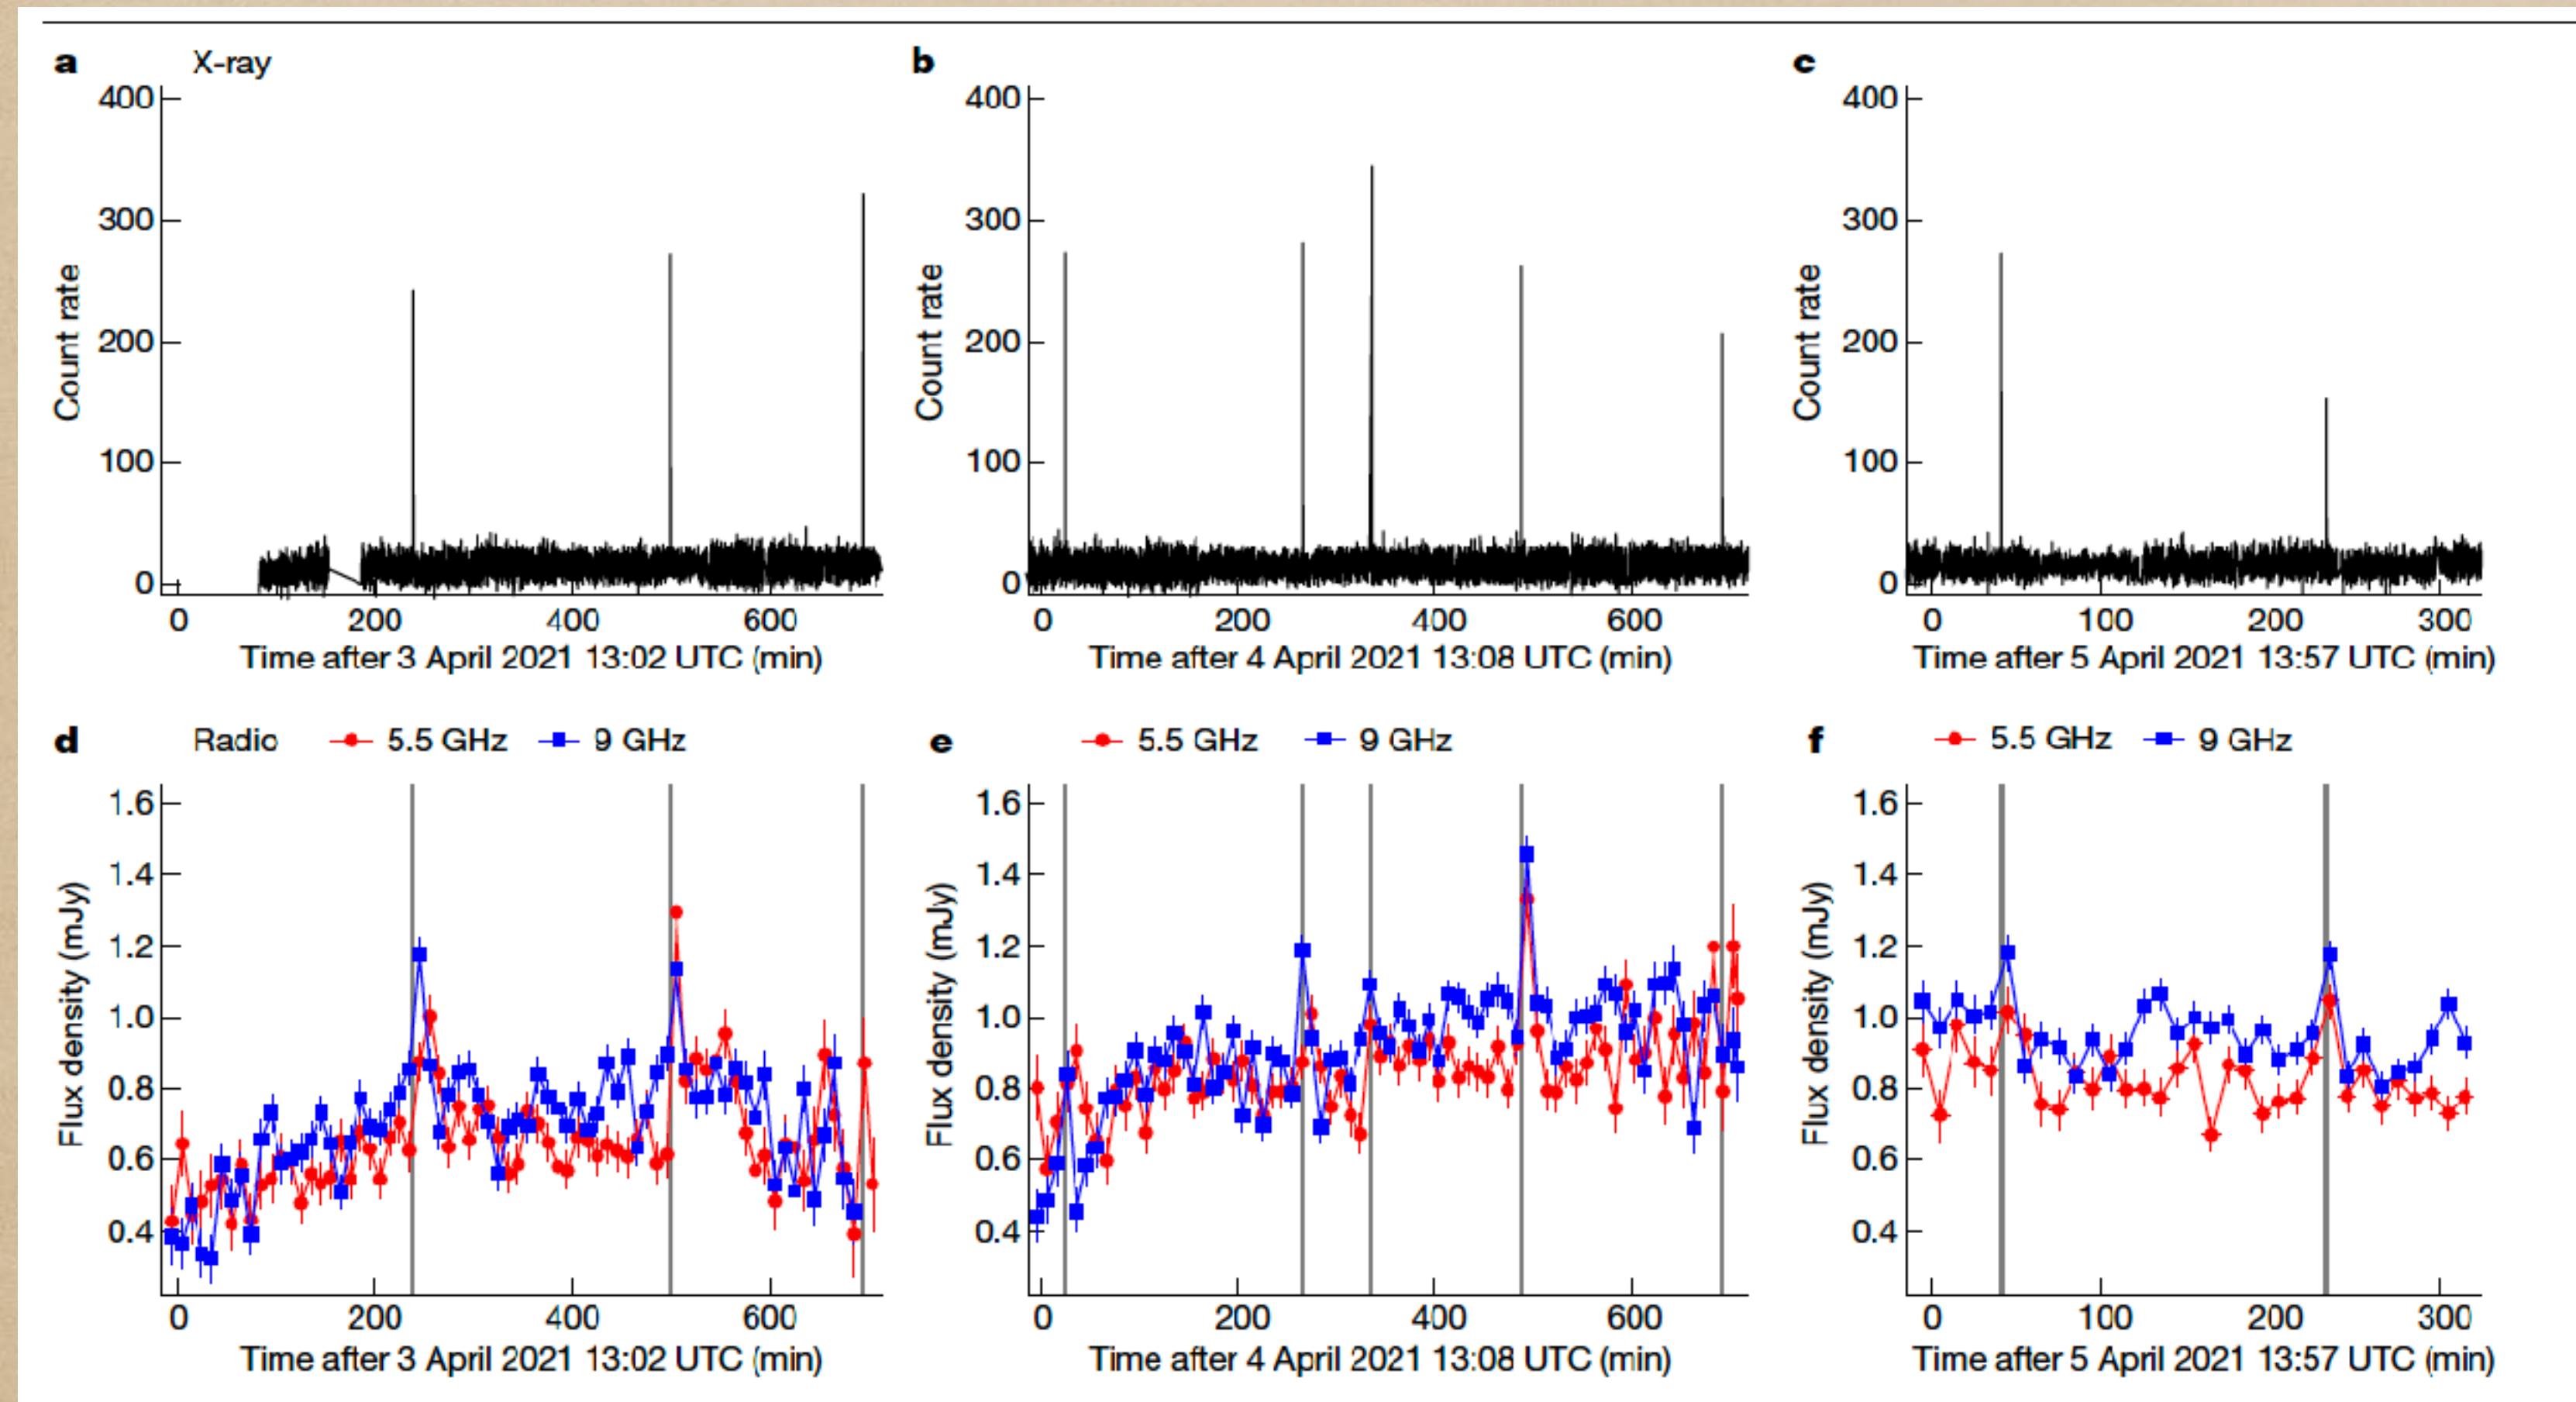 a X-ray
400
300
200
100
0
Count rate
0 200 400 600
Time after 3 April 2021 13:02 UTC (min)
b
400
300
200
100
0
Count rate
0 200 400 600
Time after 4 April 2021 13:08 UTC (min)
c
400
300
200
100
0
Count rate
0 100 200 300
Time after 5 April 2021 13:57 UTC (min)
d Radio 5.5 GHz 9 GHz
1.6
1.4
1.2
1.0
0.8
0.6
0.4
Flux density (mJy)
0 200 400 600
Time after 3 April 2021 13:02 UTC (min)
e 5.5 GHz 9 GHz
1.6
1.4
1.2
1.0
0.8
0.6
0.4
Flux density (mJy)
0 200 400 600
Time after 4 April 2021 13:08 UTC (min)
f 5.5 GHz 9 GHz
1.6
1.4
1.2
1.0
0.8
0.6
0.4
Flux density (mJy)
0 100 200 300
Time after 5 April 2021 13:57 UTC (min)